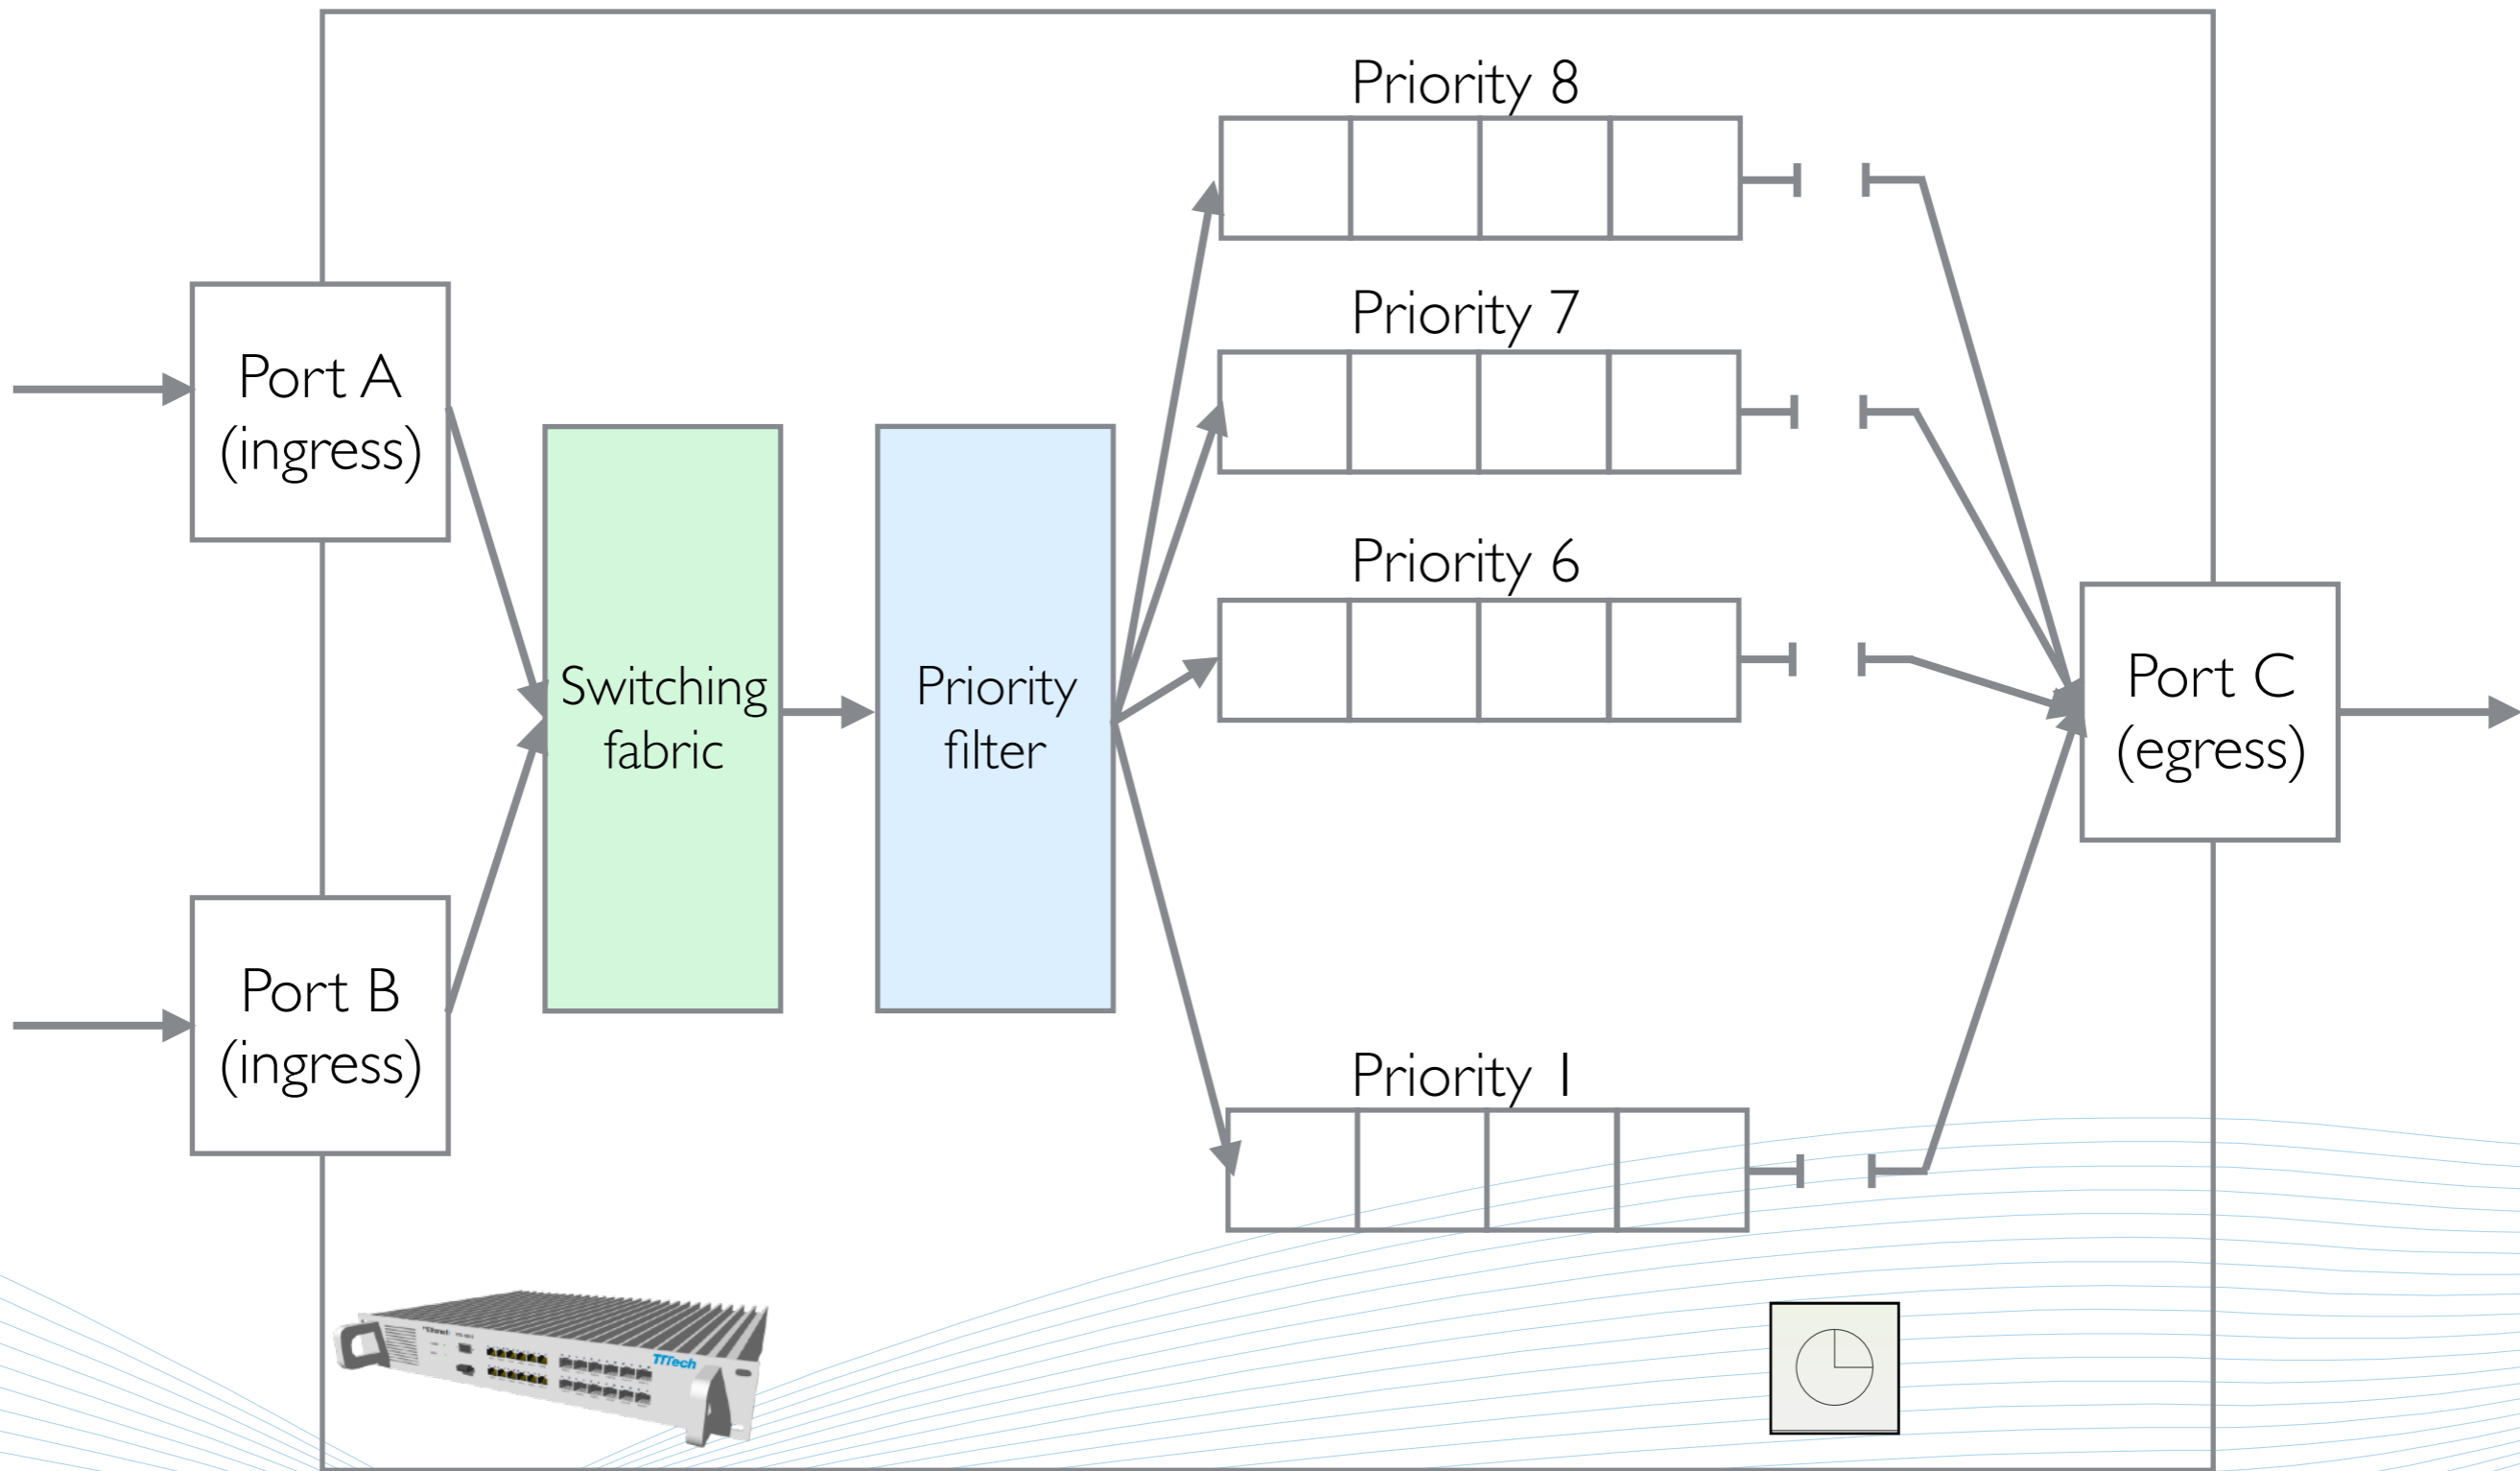 Priority 8
Priority 7
Port A
(ingress)
Priority 6
Switching
fabric
Priority
filter
Port C
(egress)
Port B
(ingress)
Priority 1
TTTech